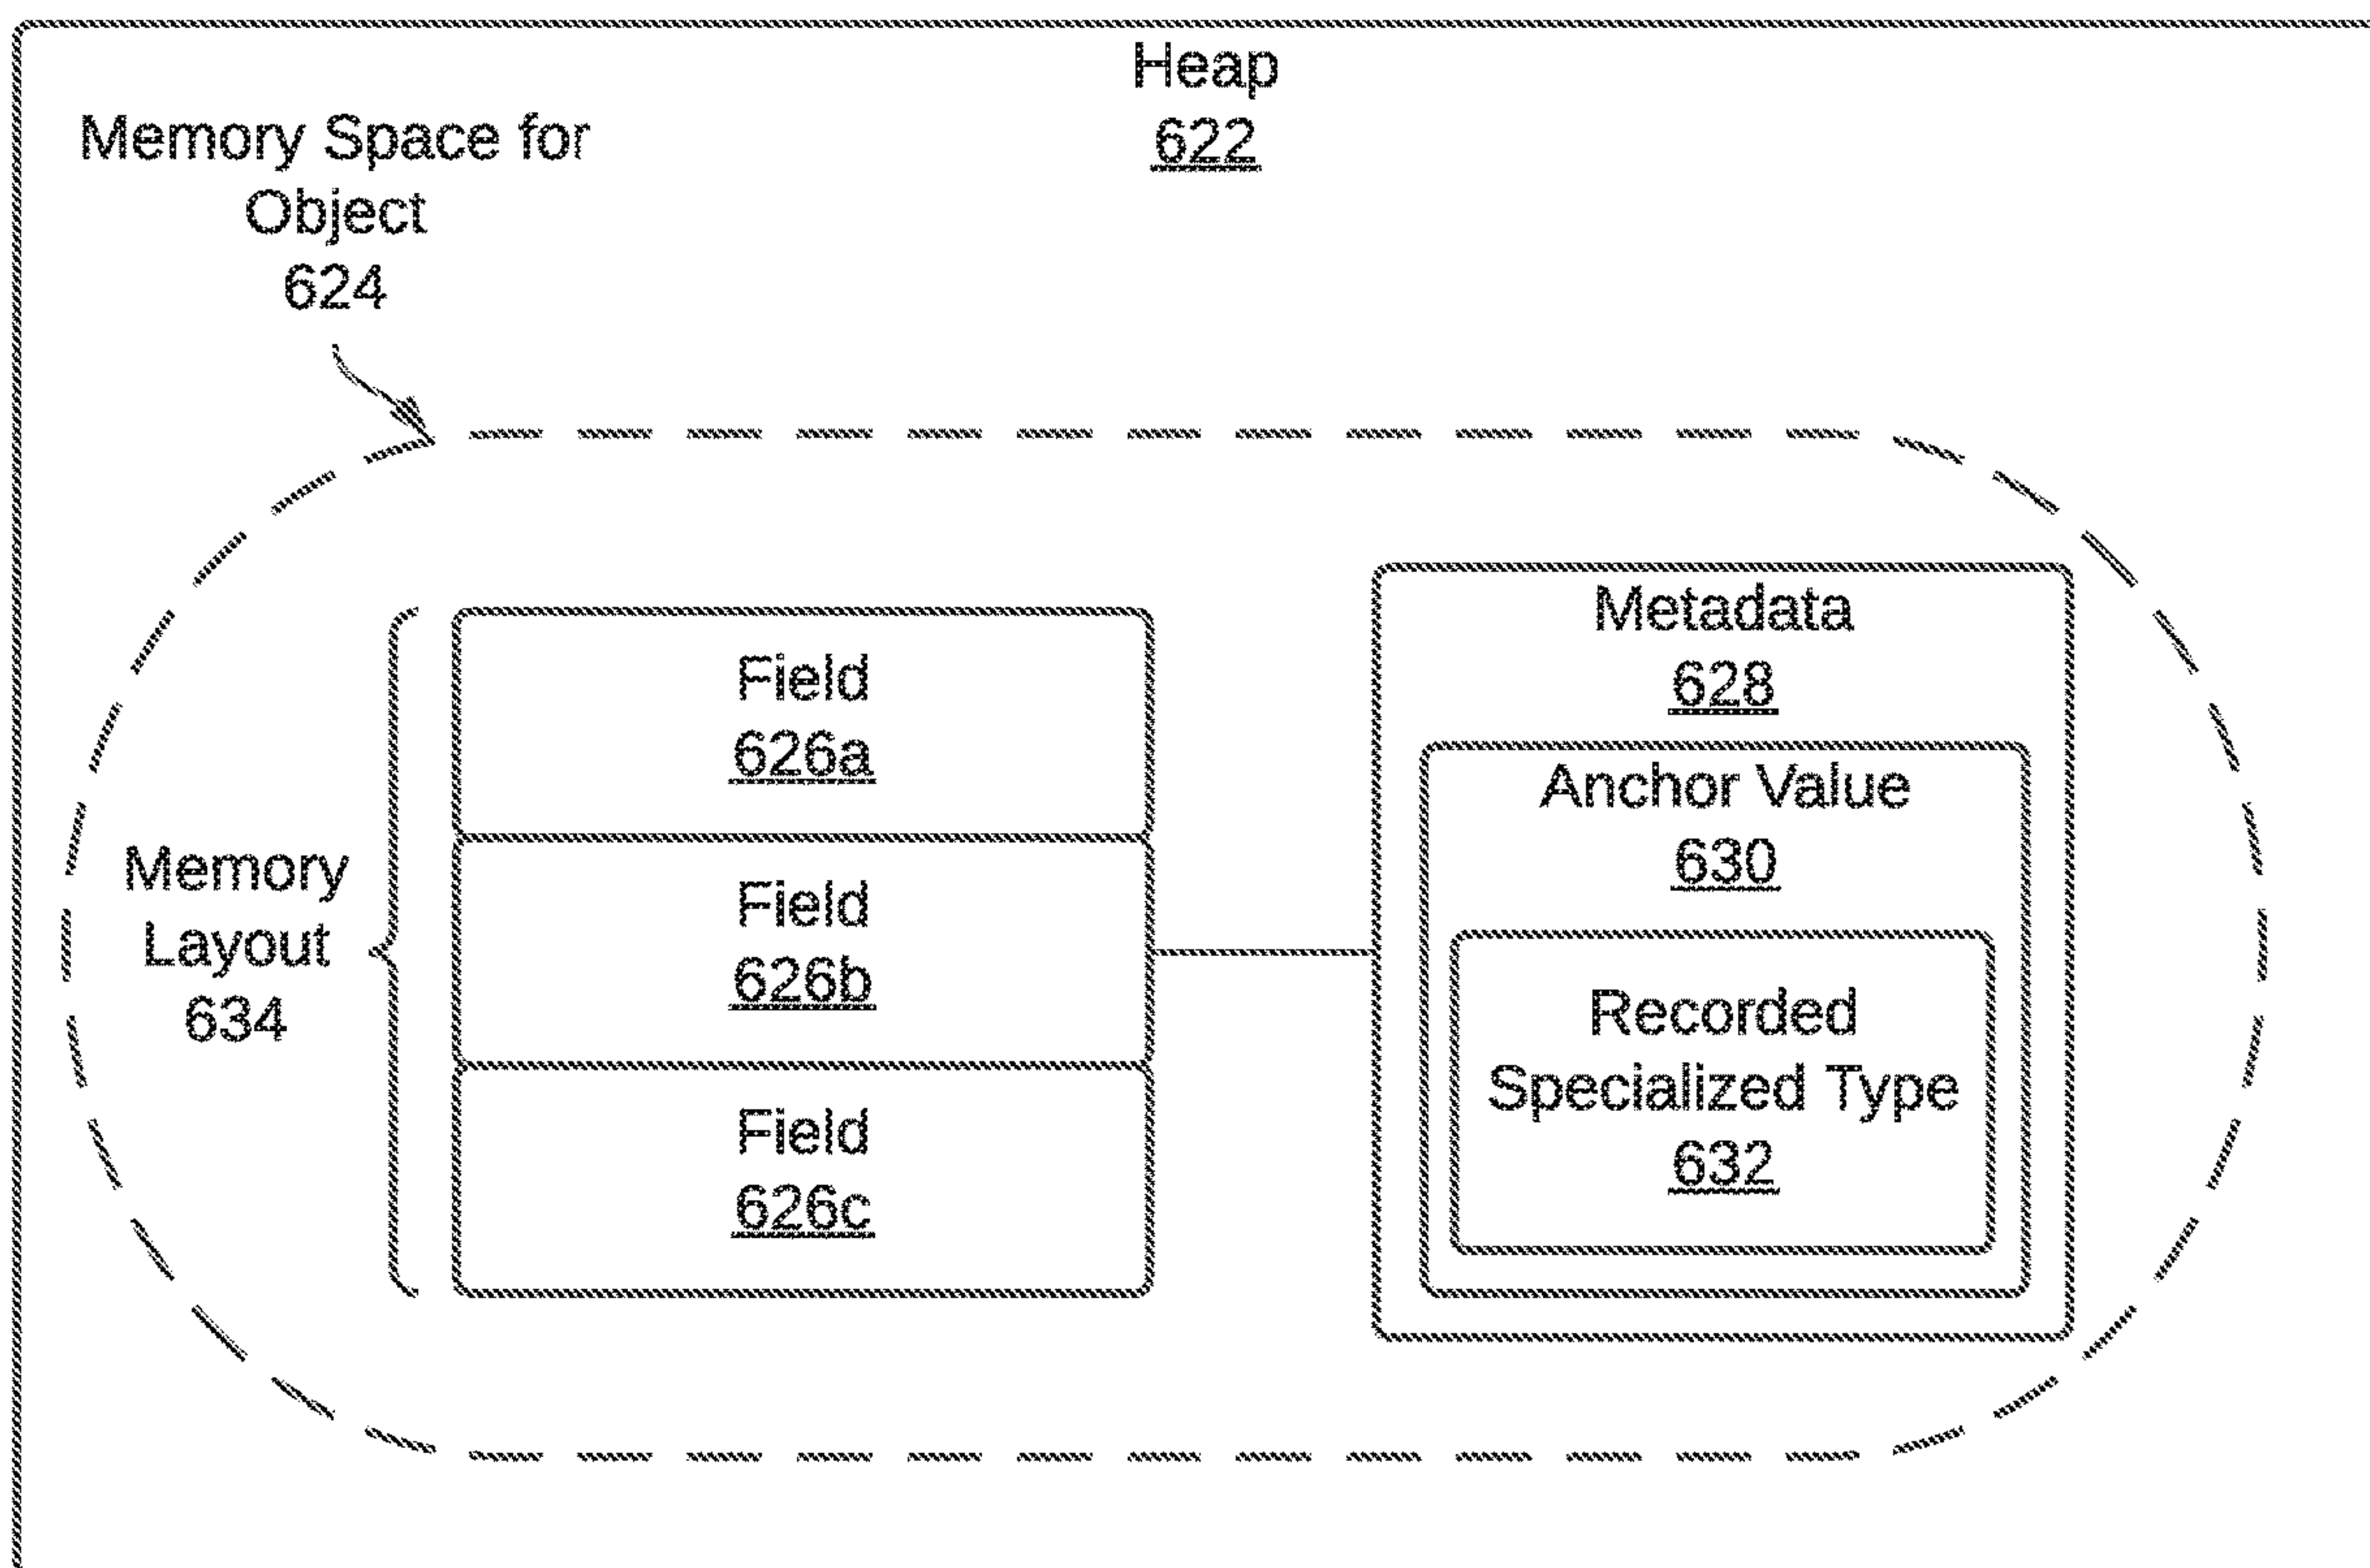 Heap
622
Memory Space for
Object
624
Memory
Layout
634
Field
626a
Field
626b
Field
626c
Metadata
628
Anchor Value
630
Recorded
Specialized Type
632